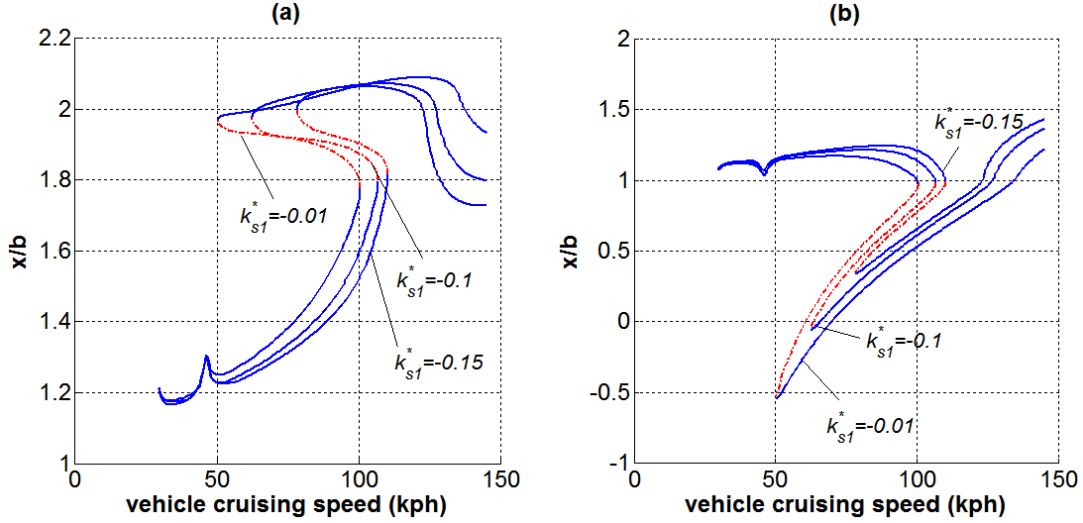 (a)
2.2
2
1.8
1.6
1.4
1.2
1
x/b
k*s1=-0.01
k*s1=-0.1
k*s1=-0.15
0
50
100
150
vehicle cruising speed (kph)
(b)
2
1.5
1
0.5
0
-0.5
-1
x/b
k*s1=-0.15
k*s1=-0.1
k*s1=-0.01
0
50
100
150
vehicle cruising speed (kph)